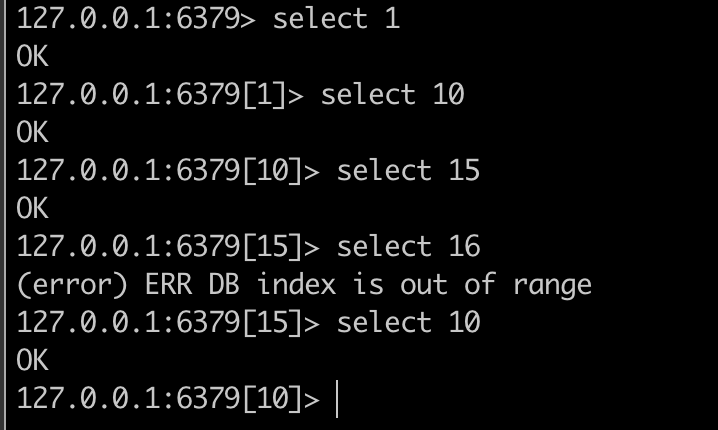 127.0.0.1:6379> select 1
OK
127.0.0.1:6379[1]> select 10
OK
127.0.0.1:6379[10]> select 15
OK
127.0.0.1:6379[15]> select 16
(error) ERR DB index is out of range
127.0.0.1:6379[15]> select 10
OK
127.0.0.1:6379[10]>